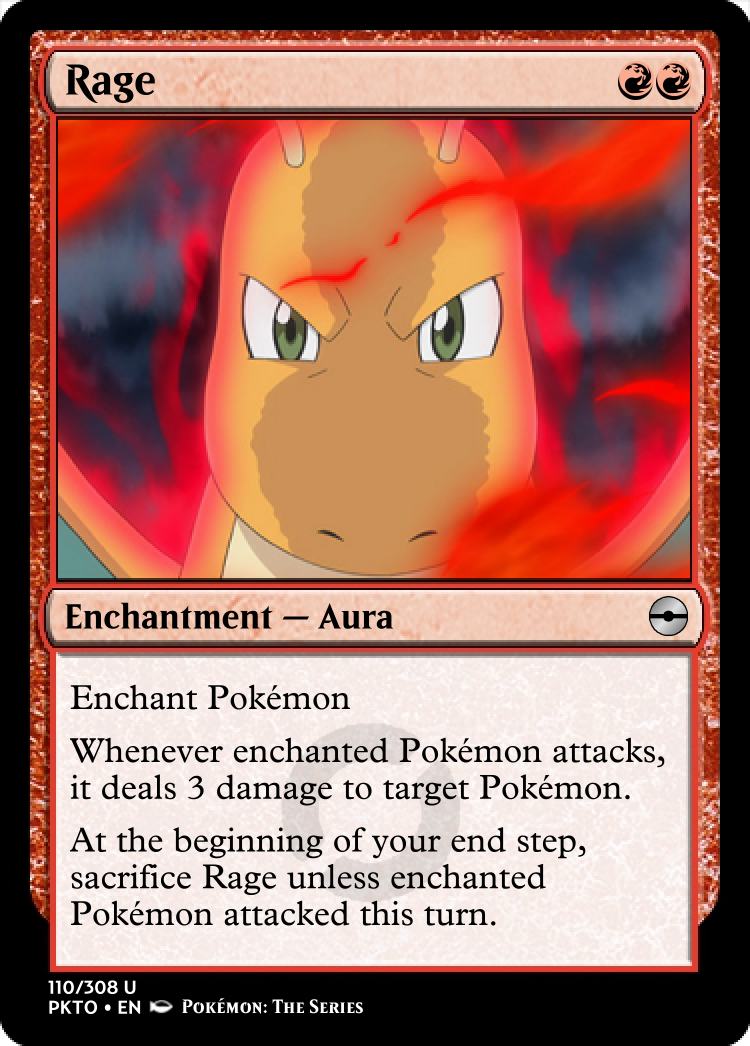 Rage
Enchantment — Aura
Enchant Pokémon
Whenever enchanted Pokémon attacks,
it deals 3 damage to target Pokémon.
At the beginning of your end step,
sacrifice Rage unless enchanted
Pokémon attacked this turn.
110/308 U
PKTO • EN Pokémon: The Series